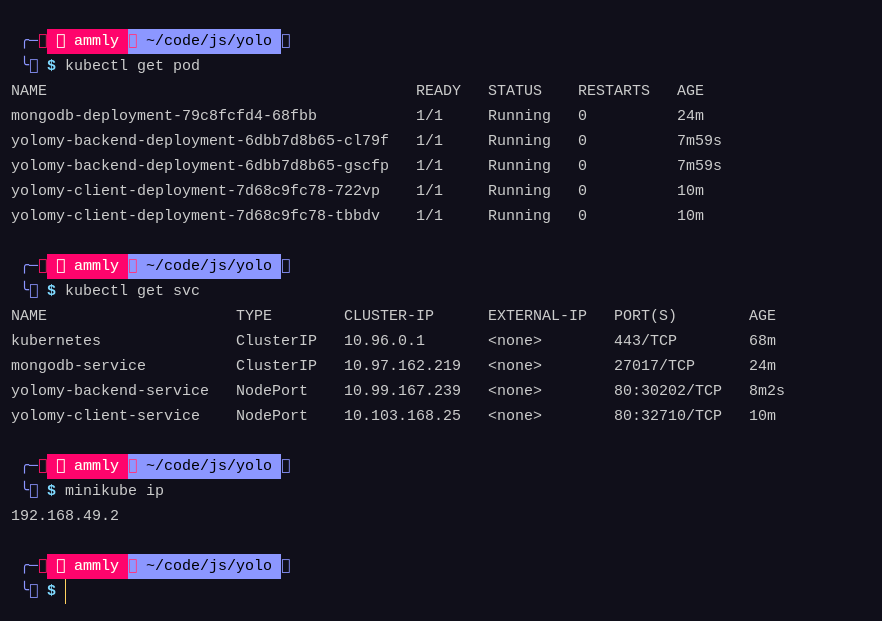 ammly ~/code/js/yolo
$ kubectl get pod
NAME READY STATUS RESTARTS AGE
mongodb-deployment-79c8fcfd4-68fbb 1/1 Running 0 24m
yolomy-backend-deployment-6dbb7d8b65-cl79f 1/1 Running 0 7m59s
yolomy-backend-deployment-6dbb7d8b65-gscfp 1/1 Running 0 7m59s
yolomy-client-deployment-7d68c9fc78-722vp 1/1 Running 0 10m
yolomy-client-deployment-7d68c9fc78-tbbdv 1/1 Running 0 10m
ammly ~/code/js/yolo
$ kubectl get svc
NAME TYPE CLUSTER-IP EXTERNAL-IP PORT(S) AGE
kubernetes ClusterIP 10.96.0.1 <none> 443/TCP 68m
mongodb-service ClusterIP 10.97.162.219 <none> 27017/TCP 24m
yolomy-backend-service NodePort 10.99.167.239 <none> 80:30202/TCP 8m2s
yolomy-client-service NodePort 10.103.168.25 <none> 80:32710/TCP 10m
ammly ~/code/js/yolo
$ minikube ip
192.168.49.2
ammly ~/code/js/yolo
$